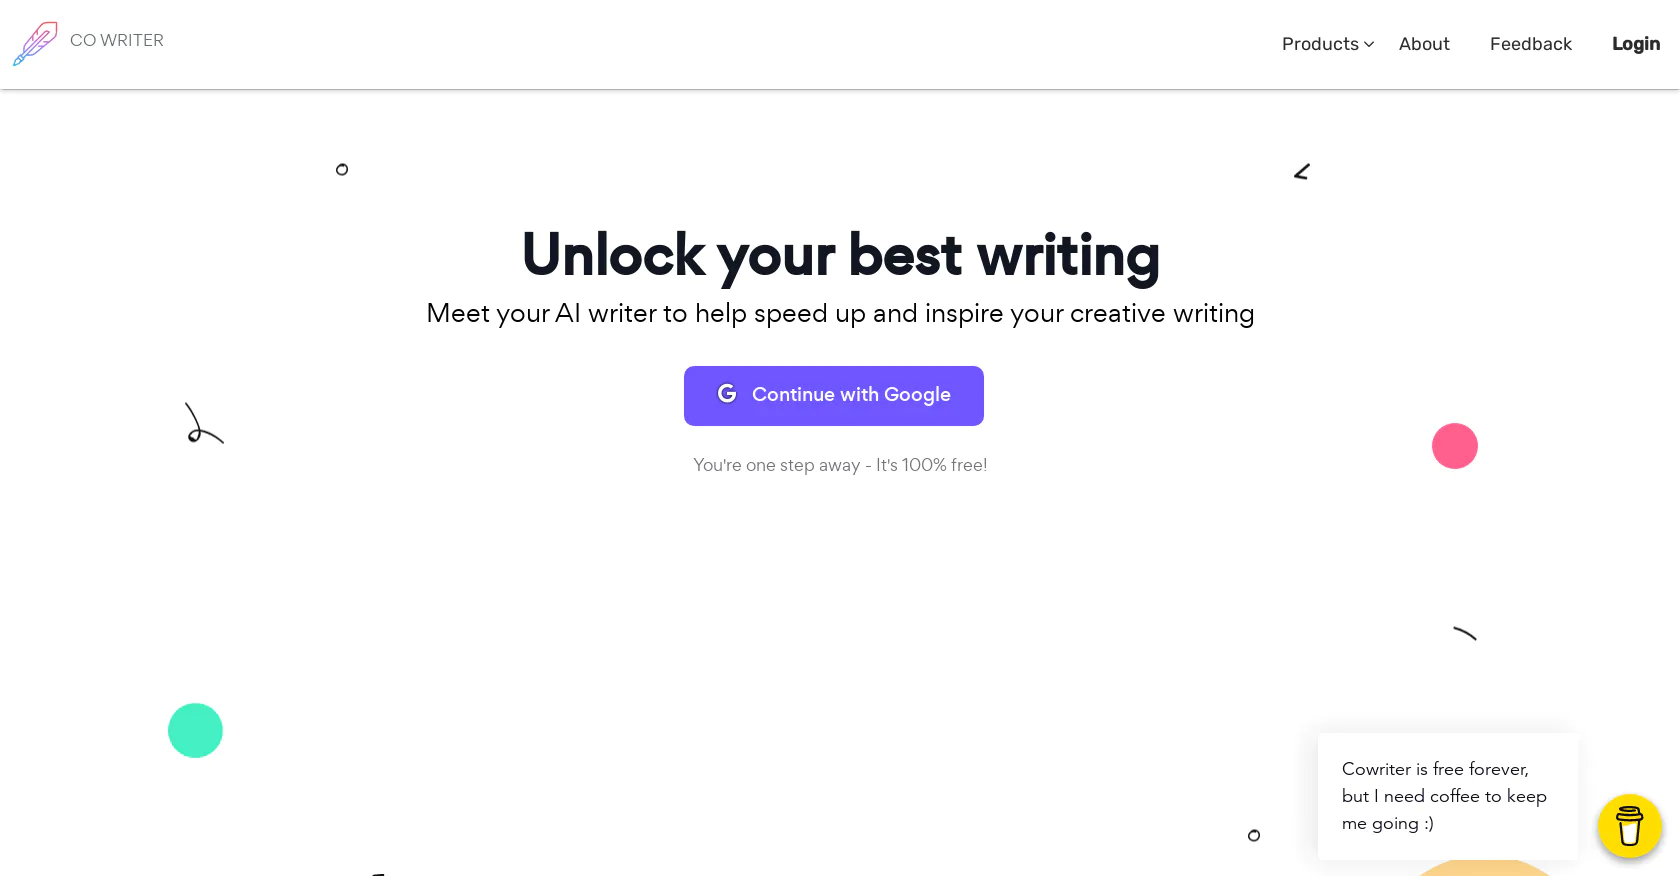 CO WRITER
Products
About
Feedback
Login
Unlock your best writing
Meet your AI writer to help speed up and inspire your creative writing
G Continue with Google
You're one step away - It's 100% free!
Cowriter is free forever,
but I need coffee to keep
me going :)